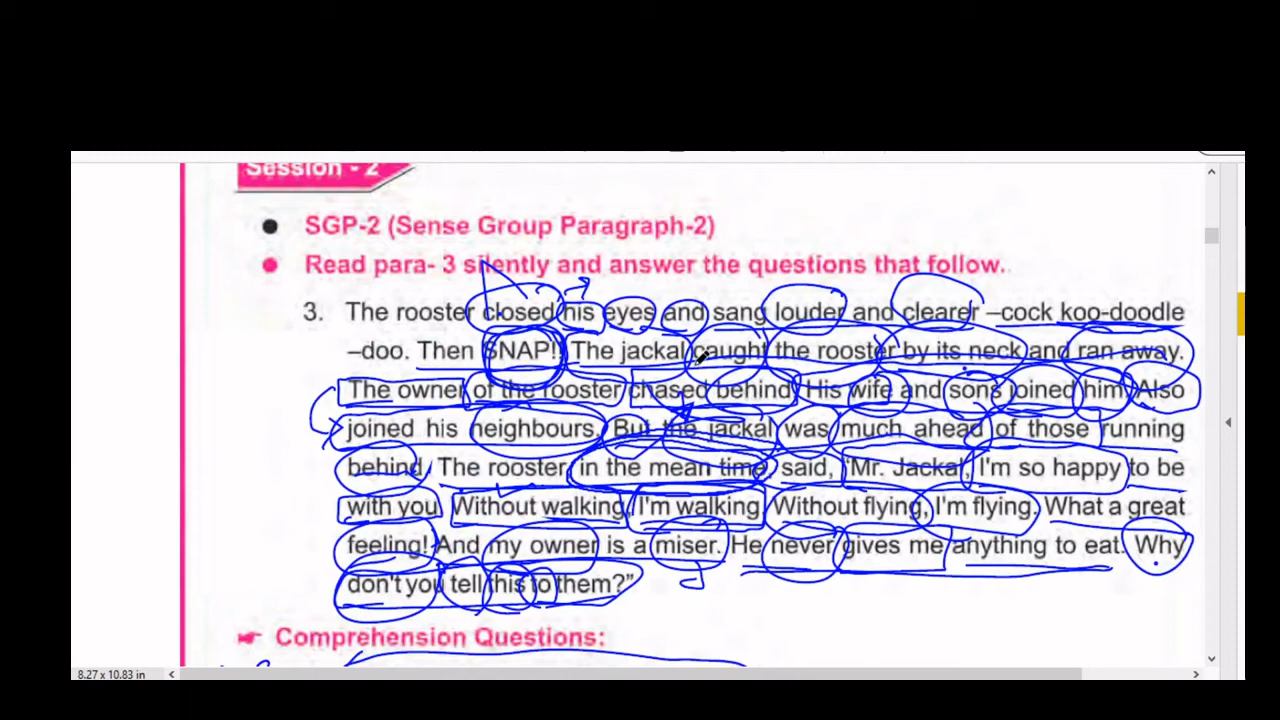 Session - 2
SGP-2 (Sense Group Paragraph-2)
Read para- 3 silently and answer the questions that follow.
3. The rooster closed his eyes and sang louder and clearer –cock koo-doodle
–doo. Then SNAP!! The jackal caught the rooster by its neck and ran away.
The owner of the rooster chased behind. His wife and sons joined him. Also
joined his neighbours. But the jackal was much ahead of those running
behind. The rooster in the mean time, said, "Mr. Jackal, I'm so happy to be
with you. Without walking, I'm walking. Without flying, I'm flying. What a great
feeling! And my owner is a miser. He never gives me anything to eat. Why
don't you tell this to them?"
Comprehension Questions:
8.27 x 10.83 in